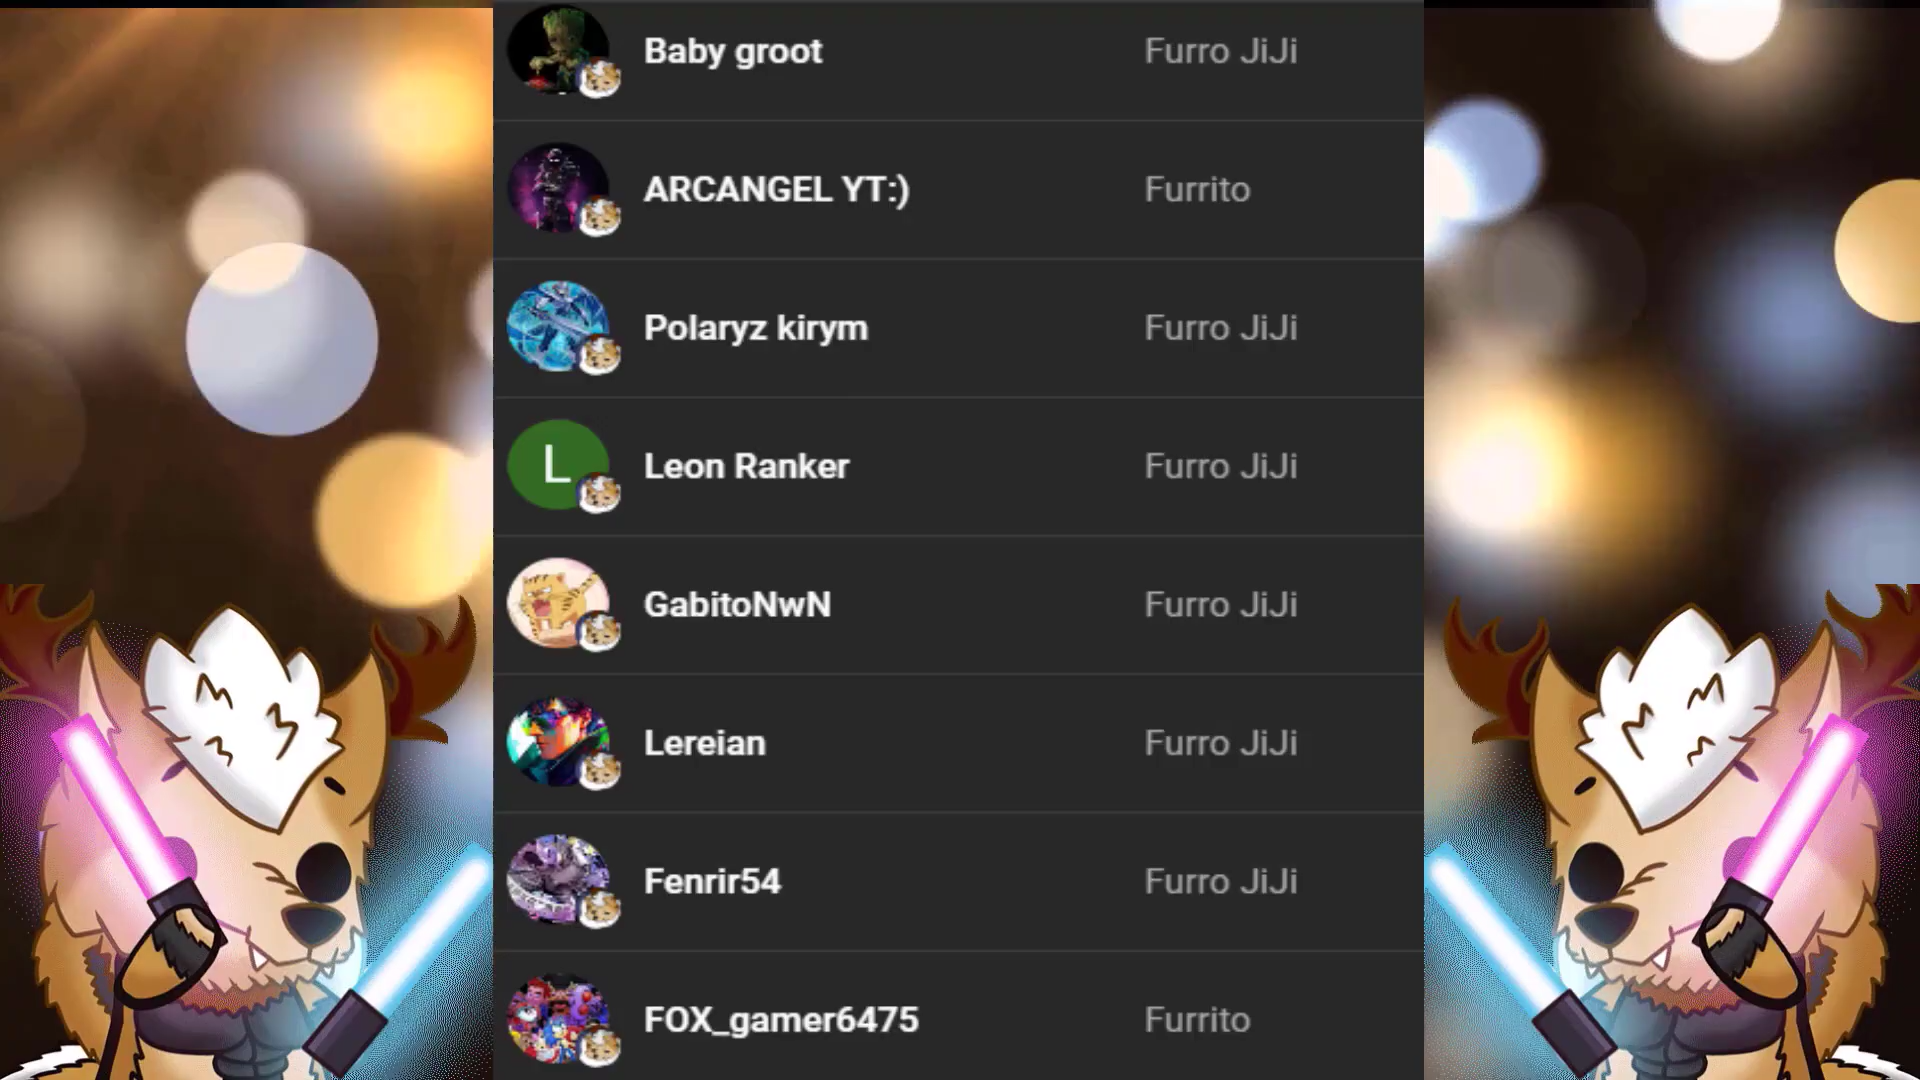 Baby groot Furro JiJi
ARCANGEL YT:) Furrito
Polaryz kirym Furro JiJi
L Leon Ranker Furro JiJi
GabitoNwN Furro JiJi
Lereian Furro JiJi
Fenrir54 Furro JiJi
FOX_gamer6475 Furrito